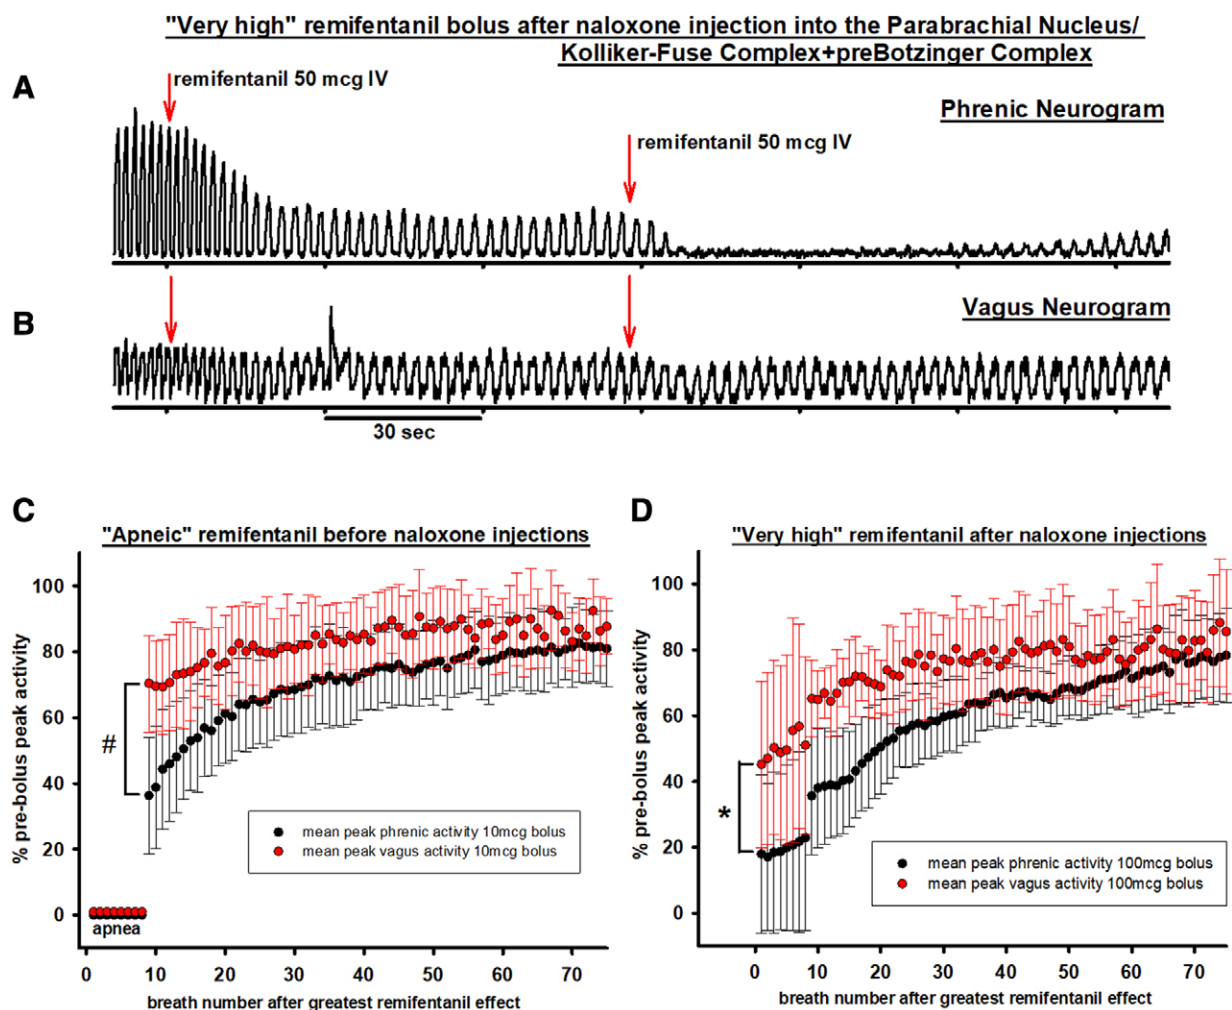 "Very high" remifentanil bolus after naloxone injection into the Parabrachial Nucleus/
Kolliker-Fuse Complex+preBotzinger Complex
A
remifentanil 50 mcg IV
Phrenic Neurogram
remifentanil 50 mcg IV
B
Vagus Neurogram
30 sec
C
"Apneic" remifentanil before naloxone injections
% pre-bolus peak activity
100
80
60
40
20
0
#
mean peak phrenic activity 10mcg bolus
mean peak vagus activity 10mcg bolus
apnea
0 10 20 30 40 50 60 70
breath number after greatest remifentanil effect
D
"Very high" remifentanil after naloxone injections
% pre-bolus peak activity
100
80
60
40
20
0
*
mean peak phrenic activity 100mcg bolus
mean peak vagus activity 100mcg bolus
0 10 20 30 40 50 60 70
breath number after greatest remifentanil effect